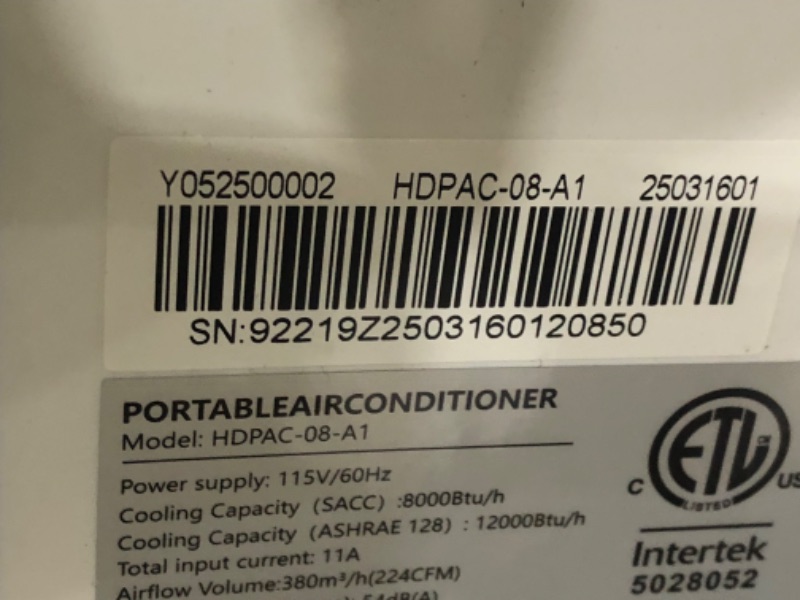 Y052500002 HDPAC-08-A1 25031601
SN:92219Z2503160120850
PORTABLEAIRCONDITIONER
Model: HDPAC-08-A1
Power supply: 115V/60Hz
Cooling Capacity (SACC) :8000Btu/h
Cooling Capacity (ASHRAE 128) : 12000Btu/h
Total input current: 11A
Airflow Volume:380m³/h(224CFM)
54dB(A)
ETL CM
LISTED
C US
Intertek
5028052